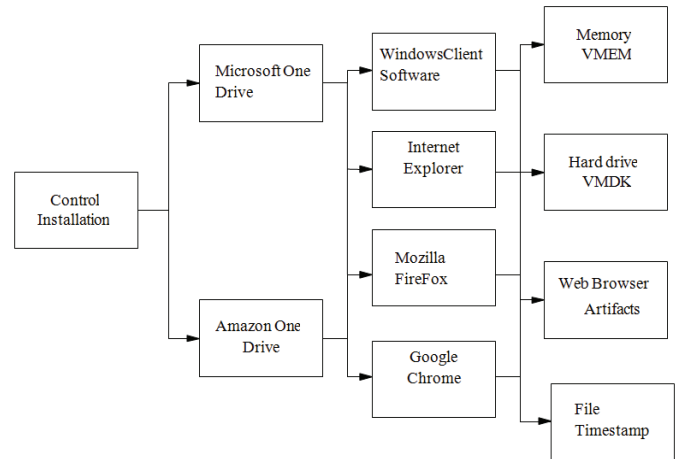 Control
Installation
Microsoft One
Drive
Amazon One
Drive
WindowsClient
Software
Internet
Explorer
Mozilla
FireFox
Google
Chrome
Memory
VMEM
Hard drive
VMDK
Web Browser
Artifacts
File
Timestamp